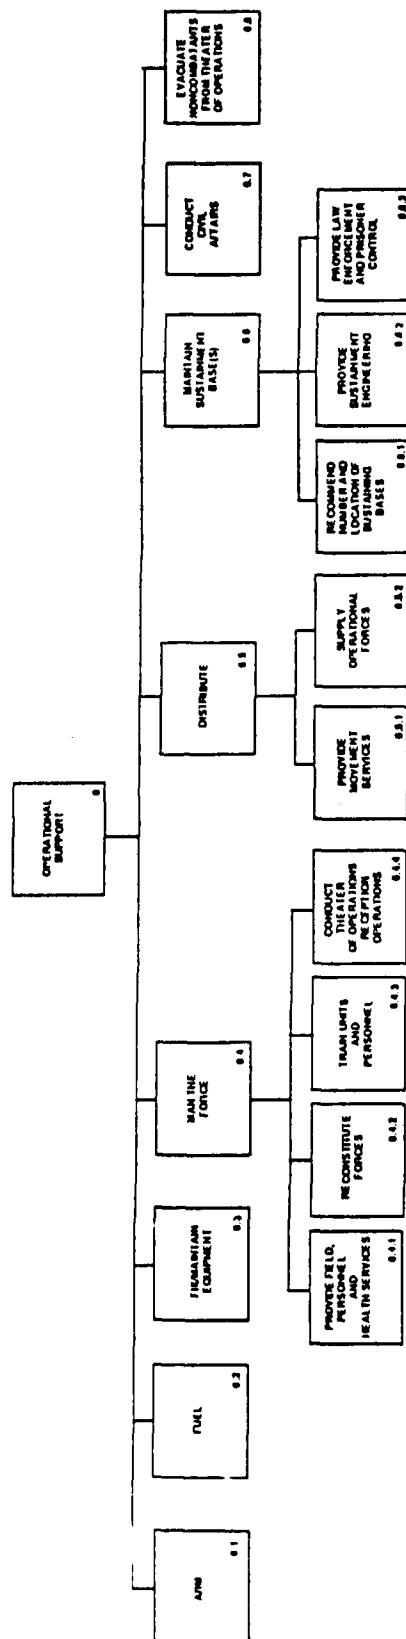 OPERATIONAL
SUPPORT
6
ARM
6.1
FUEL
6.2
FIX/MAINTAIN
EQUIPMENT
6.3
MAN THE
FORCE
6.4
DISTRIBUTE
6.5
MAINTAIN
SUSTAINMENT
BASE(S)
6.6
CONDUCT
CIVIL
AFFAIRS
6.7
EVACUATE
NONCOMBATANTS
FROM THEATER
OF OPERATIONS
6.8
PROVIDE FIELD,
PERSONNEL
AND
HEALTH SERVICES
6.4.1
RECONSTITUTE
FORCES
6.4.2
TRAIN UNITS
AND
PERSONNEL
6.4.3
CONDUCT
THEATER
OF OPERATIONS
RECEPTION
OPERATIONS
6.4.4
PROVIDE
MOVEMENT
SERVICES
6.5.1
SUPPLY
OPERATIONAL
FORCES
6.5.2
RECOMMEND
NUMBER AND
LOCATION OF
SUSTAINING
BASES
6.6.1
PROVIDE
SUSTAINMENT
ENGINEERING
6.6.2
PROVIDE LAW
ENFORCEMENT
AND PRISONER
CONTROL
6.6.3